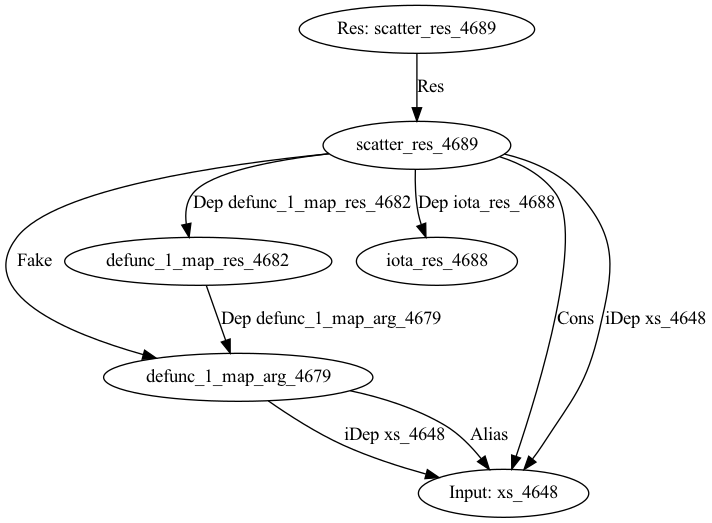 Res: scatter_res_4689
Res
scatter_res_4689
Dep defunc_1_map_res_4682
Dep iota_res_4688
Fake
defunc_1_map_res_4682
iota_res_4688
Dep defunc_1_map_arg_4679
Cons
iDep xs_4648
defunc_1_map_arg_4679
iDep xs_4648
Alias
Input: xs_4648